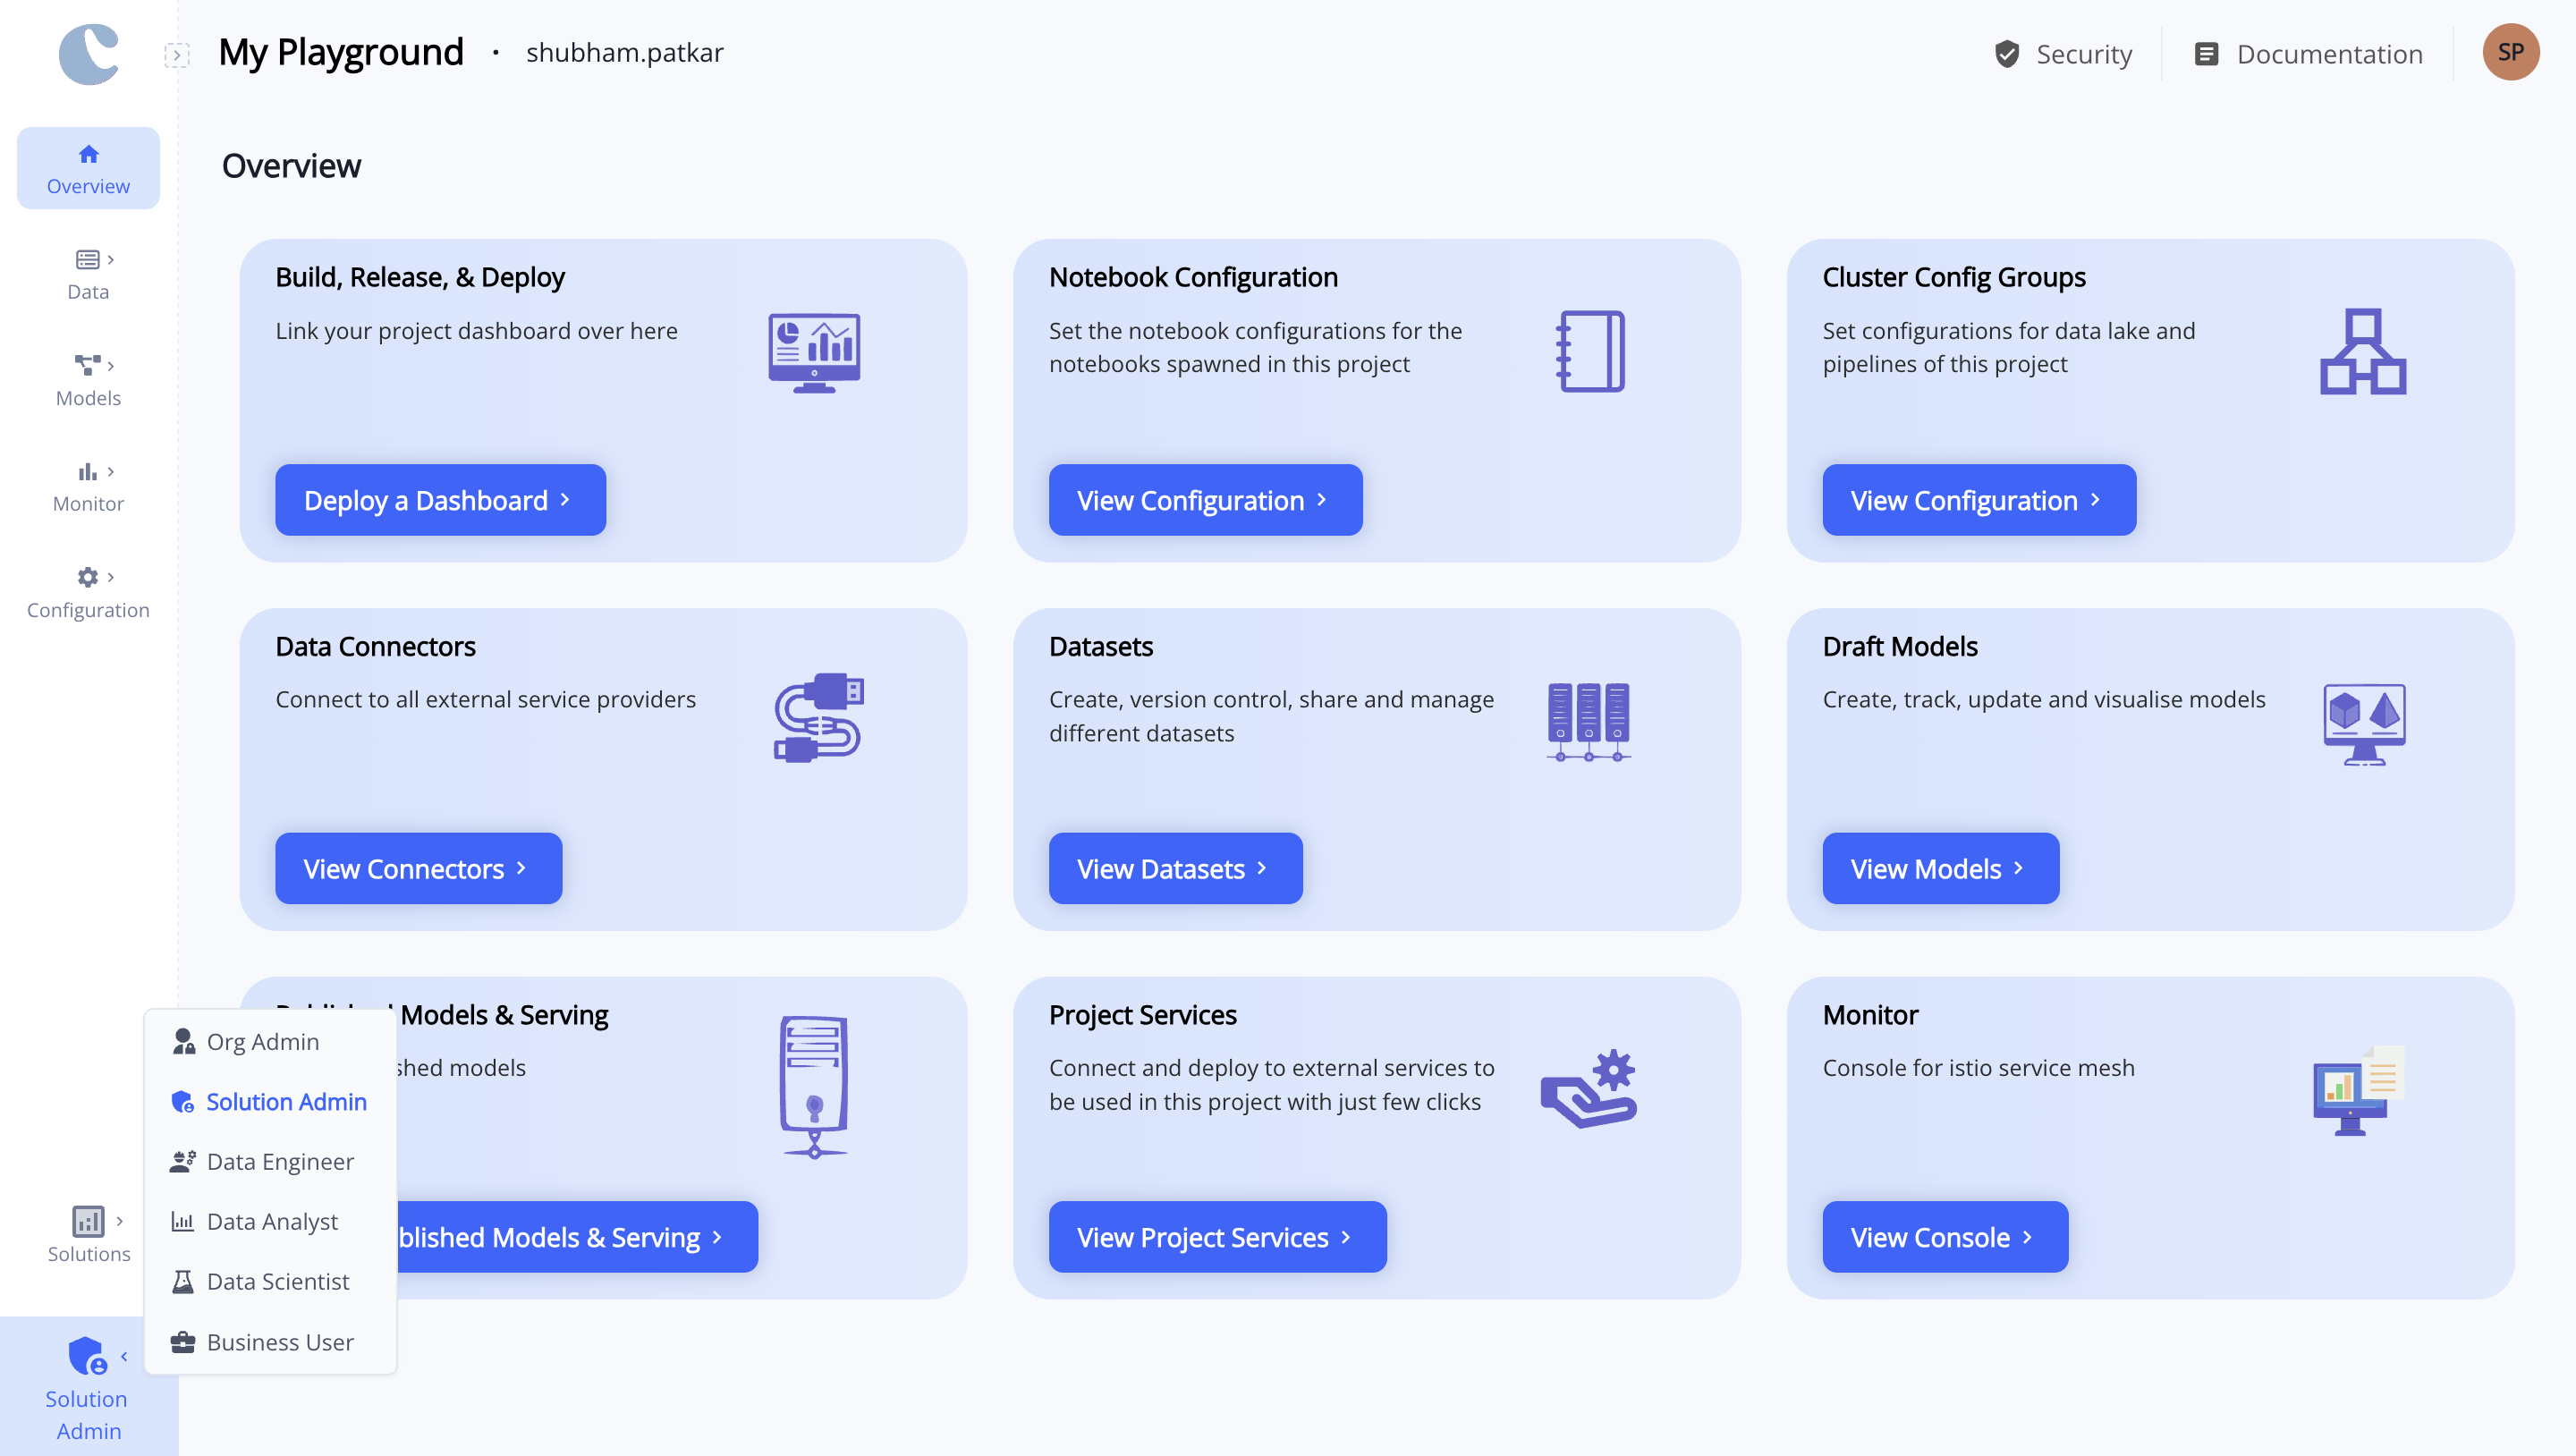 My Playground · shubham.patkar
Security
Documentation
SP
Overview
Data
Models
Monitor
Configuration
Solutions
Solution
Admin
Overview
Build, Release, & Deploy
Link your project dashboard over here
Deploy a Dashboard
Notebook Configuration
Set the notebook configurations for the
notebooks spawned in this project
View Configuration
Cluster Config Groups
Set configurations for data lake and
pipelines of this project
View Configuration
Data Connectors
Connect to all external service providers
View Connectors
Datasets
Create, version control, share and manage
different datasets
View Datasets
Draft Models
Create, track, update and visualise models
View Models
Models & Serving
shed models
blished Models & Serving
Project Services
Connect and deploy to external services to
be used in this project with just few clicks
View Project Services
Monitor
Console for istio service mesh
View Console
Org Admin
Solution Admin
Data Engineer
Data Analyst
Data Scientist
Business User